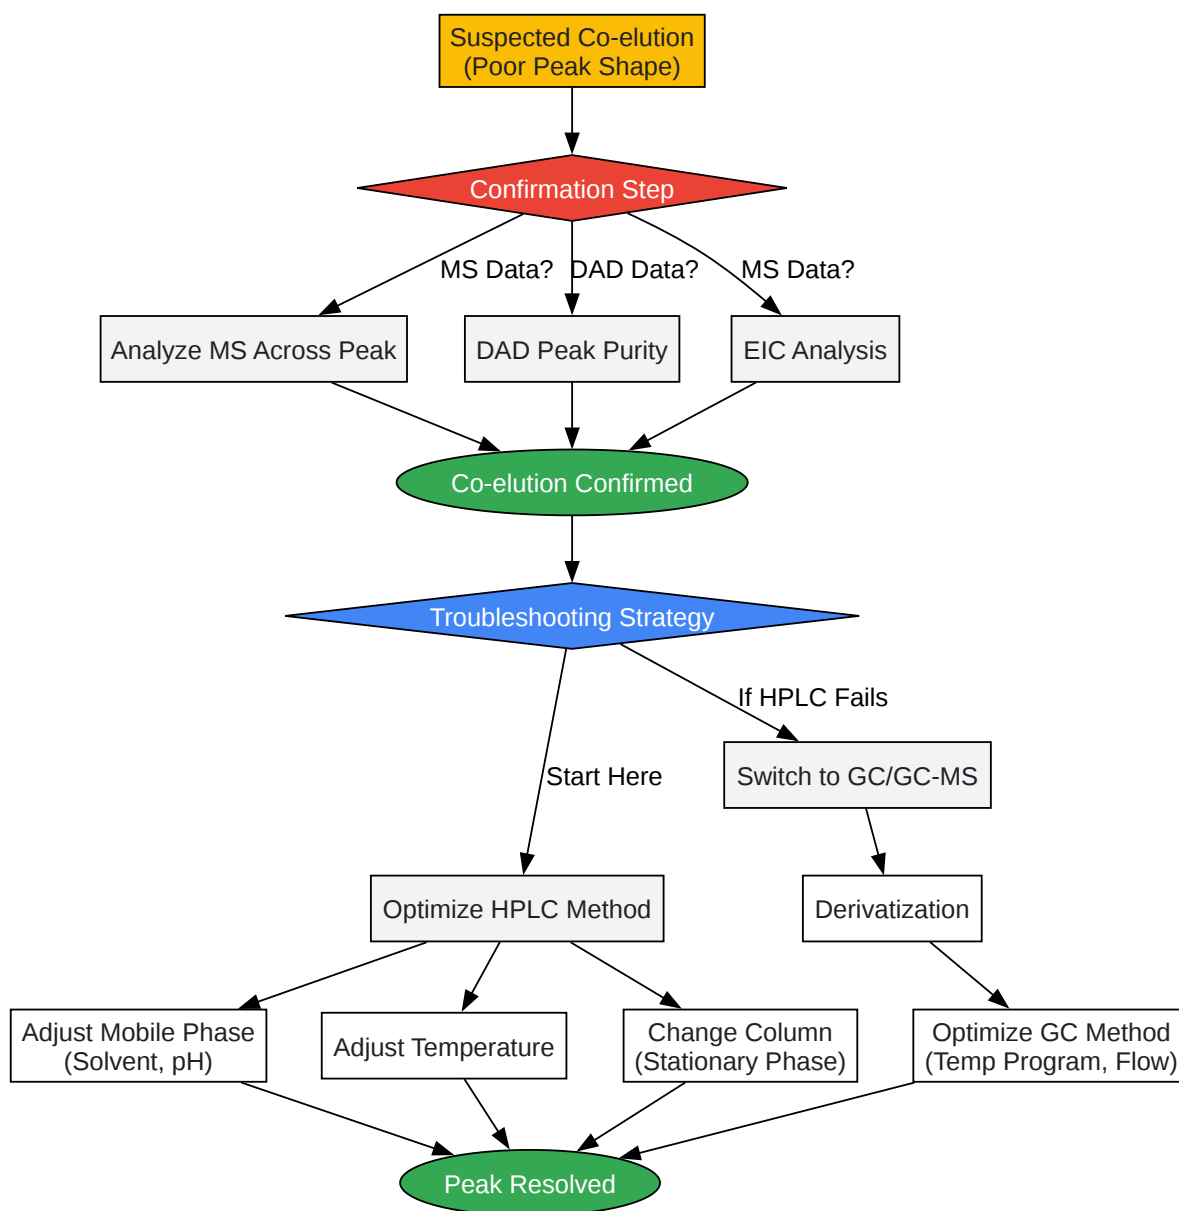 Suspected Co-elution
(Poor Peak Shape)
Confirmation Step
MS Data?
DAD Data?
MS Data?
Analyze MS Across Peak
DAD Peak Purity
EIC Analysis
Co-elution Confirmed
Troubleshooting Strategy
If HPLC Fails
Start Here
Switch to GC/GC-MS
Optimize HPLC Method
Derivatization
Adjust Mobile Phase
(Solvent, pH)
Adjust Temperature
Change Column
(Stationary Phase)
Optimize GC Method
(Temp Program, Flow)
Peak Resolved